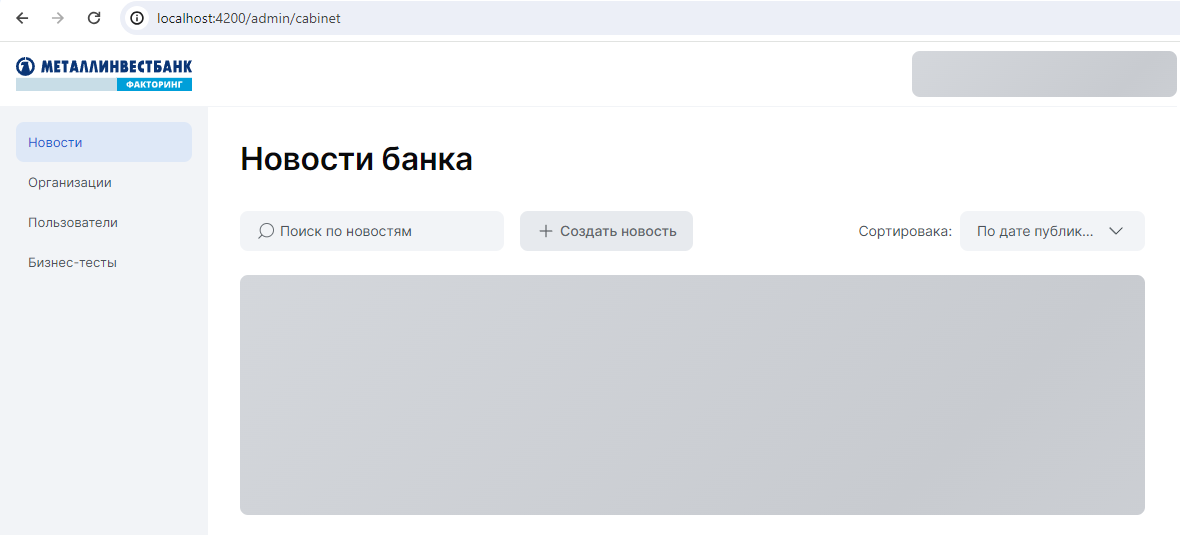 localhost:4200/admin/cabinet
МЕТАЛЛИНВЕСТБАНК
ФАКТОРИНГ
Новости
Организации
Пользователи
Бизнес-тесты
Новости банка
Поиск по новостям
Создать новость
Сортировака:
По дате публик...